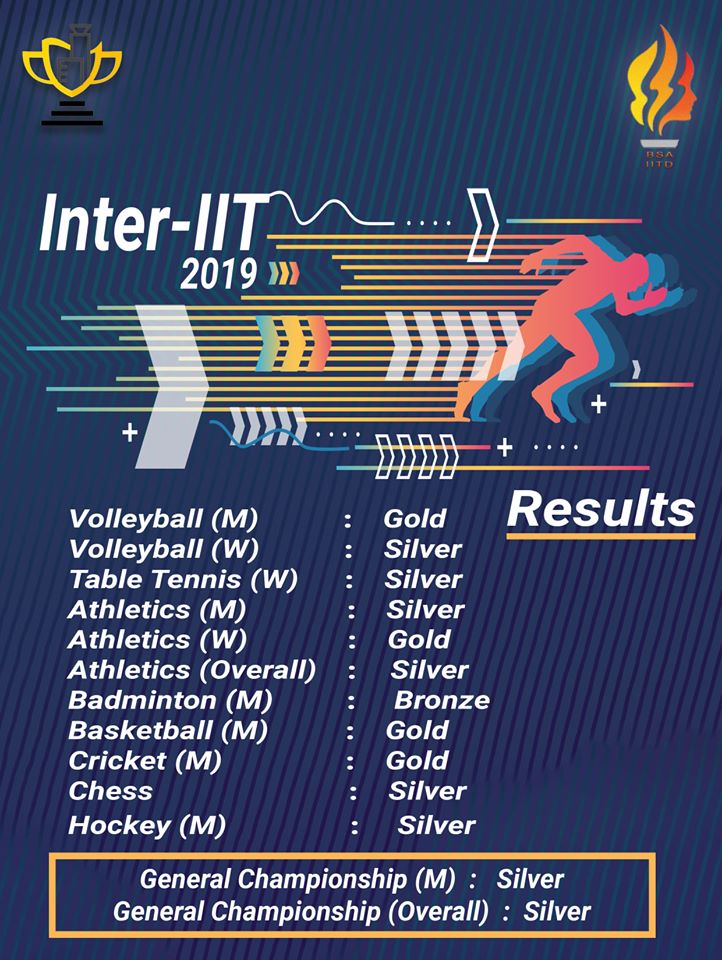 BSA
IITD
Inter-IIT
2019
Results
Volleyball (M) : Gold
Volleyball (W) : Silver
Table Tennis (W) : Silver
Athletics (M) : Silver
Athletics (W) : Gold
Athletics (Overall) : Silver
Badminton (M) : Bronze
Basketball (M) : Gold
Cricket (M) : Gold
Chess : Silver
Hockey (M) : Silver
General Championship (M) : Silver
General Championship (Overall) : Silver